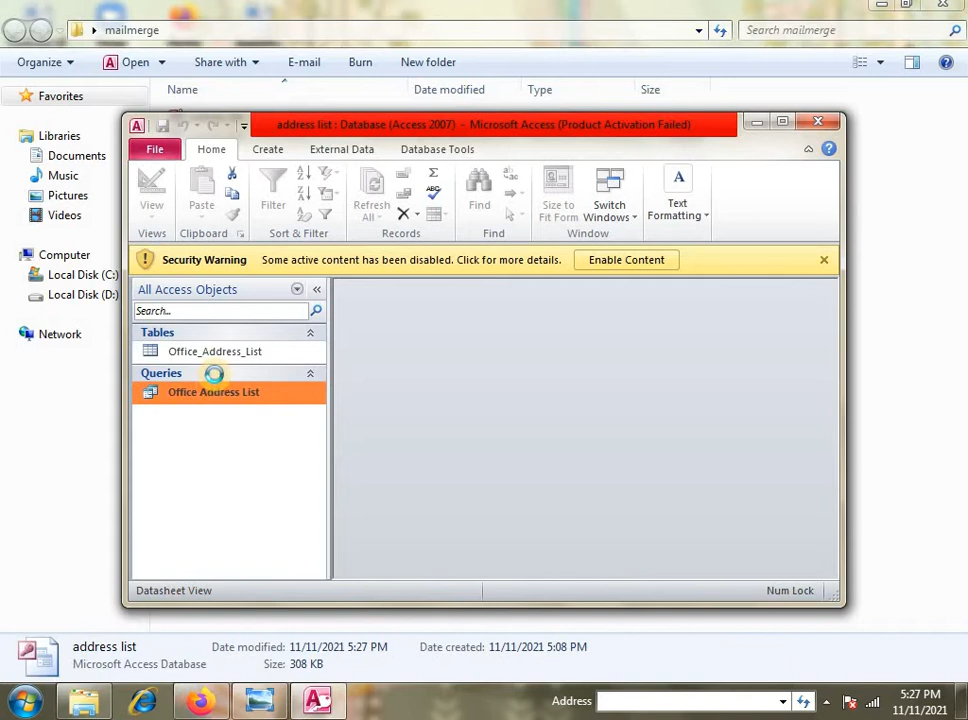 mailmerge
Search mailmerge
Organize
Open
Share with
E-mail
Burn
New folder
Favorites
Name
Date modified
Type
Size
Libraries
Documents
Music
Pictures
Videos
Computer
Local Disk (C:)
Local Disk (D:)
Network
address list : Database (Access 2007) - Microsoft Access (Product Activation Failed)
File
Home
Create
External Data
Database Tools
View
Paste
Filter
Refresh
All
ABC
Find
ab
ac
Size to
Fit Form
Switch
Windows
A
Text
Formatting
Views
Clipboard
Sort & Filter
Records
Find
Window
Security Warning Some active content has been disabled. Click for more details.
Enable Content
All Access Objects
Search...
Tables
Office_Address_List
Queries
Office Address List
Datasheet View
Num Lock
address list
Date modified: 11/11/2021 5:27 PM
Date created: 11/11/2021 5:08 PM
Microsoft Access Database
Size: 308 KB
Address
5:27 PM
11/11/2021